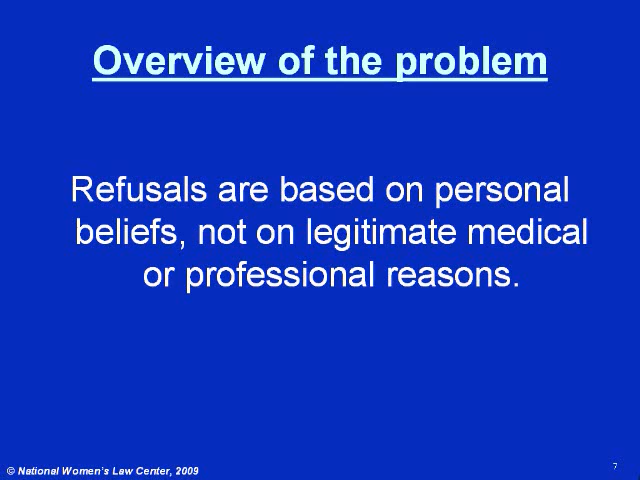 Overview of the problem
Refusals are based on personal
beliefs, not on legitimate medical
or professional reasons.
© National Women's Law Center, 2009
7